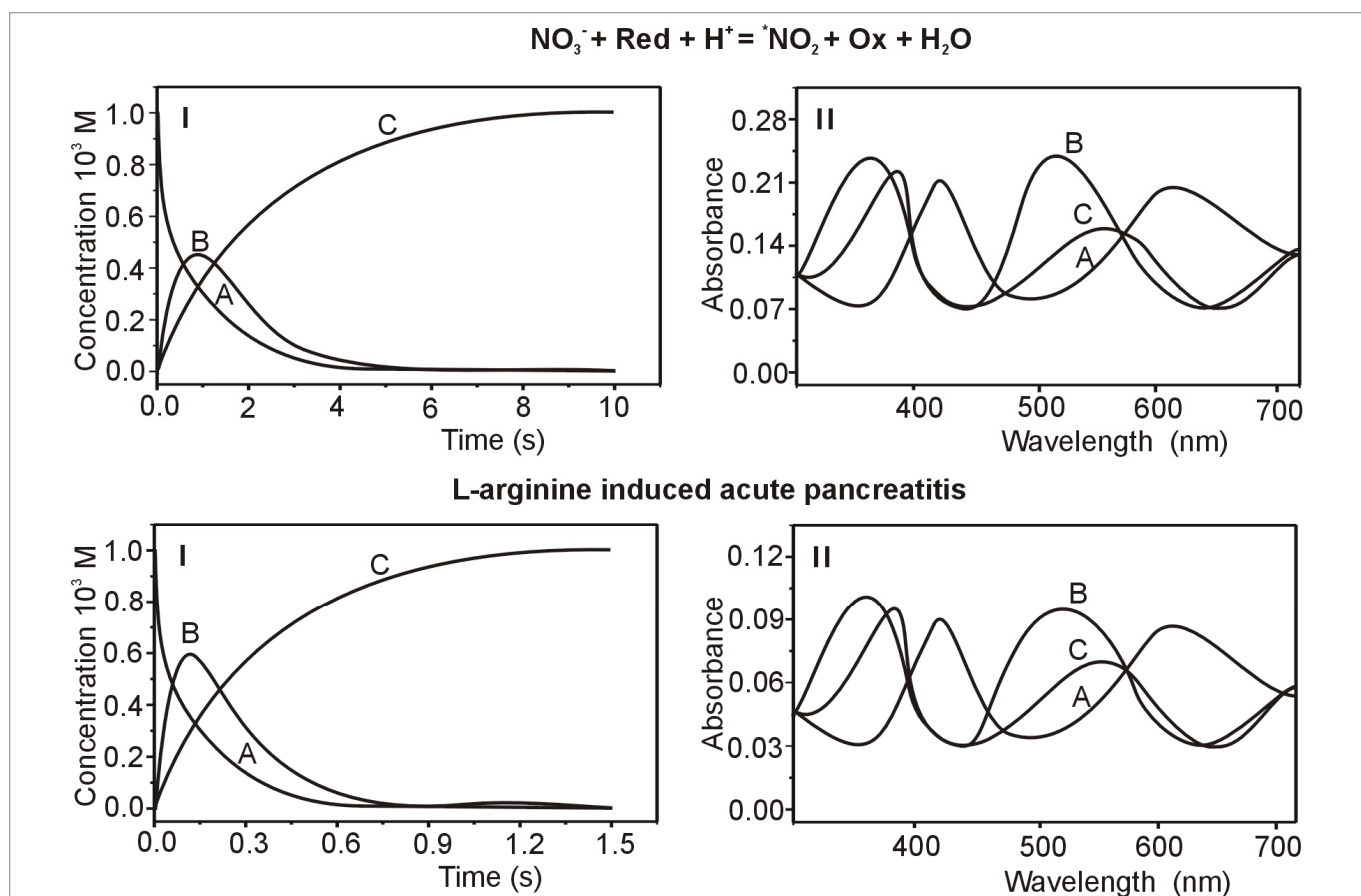 NO₃⁻ + Red + H⁺ = *NO₂ + Ox + H₂O
I
Concentration 10³ M
1.0
0.8
0.6
0.4
0.2
0.0
A
B
C
0.0 2 4 6 8 10
Time (s)
II
Absorbance
0.28
0.21
0.14
0.07
0.00
B
C
A
400 500 600 700
Wavelength (nm)
L-arginine induced acute pancreatitis
I
Concentration 10³ M
1.0
0.8
0.6
0.4
0.2
0.0
A
B
C
0.0 0.3 0.6 0.9 1.2 1.5
Time (s)
II
Absorbance
0.12
0.09
0.06
0.03
0.00
B
C
A
400 500 600 700
Wavelength (nm)